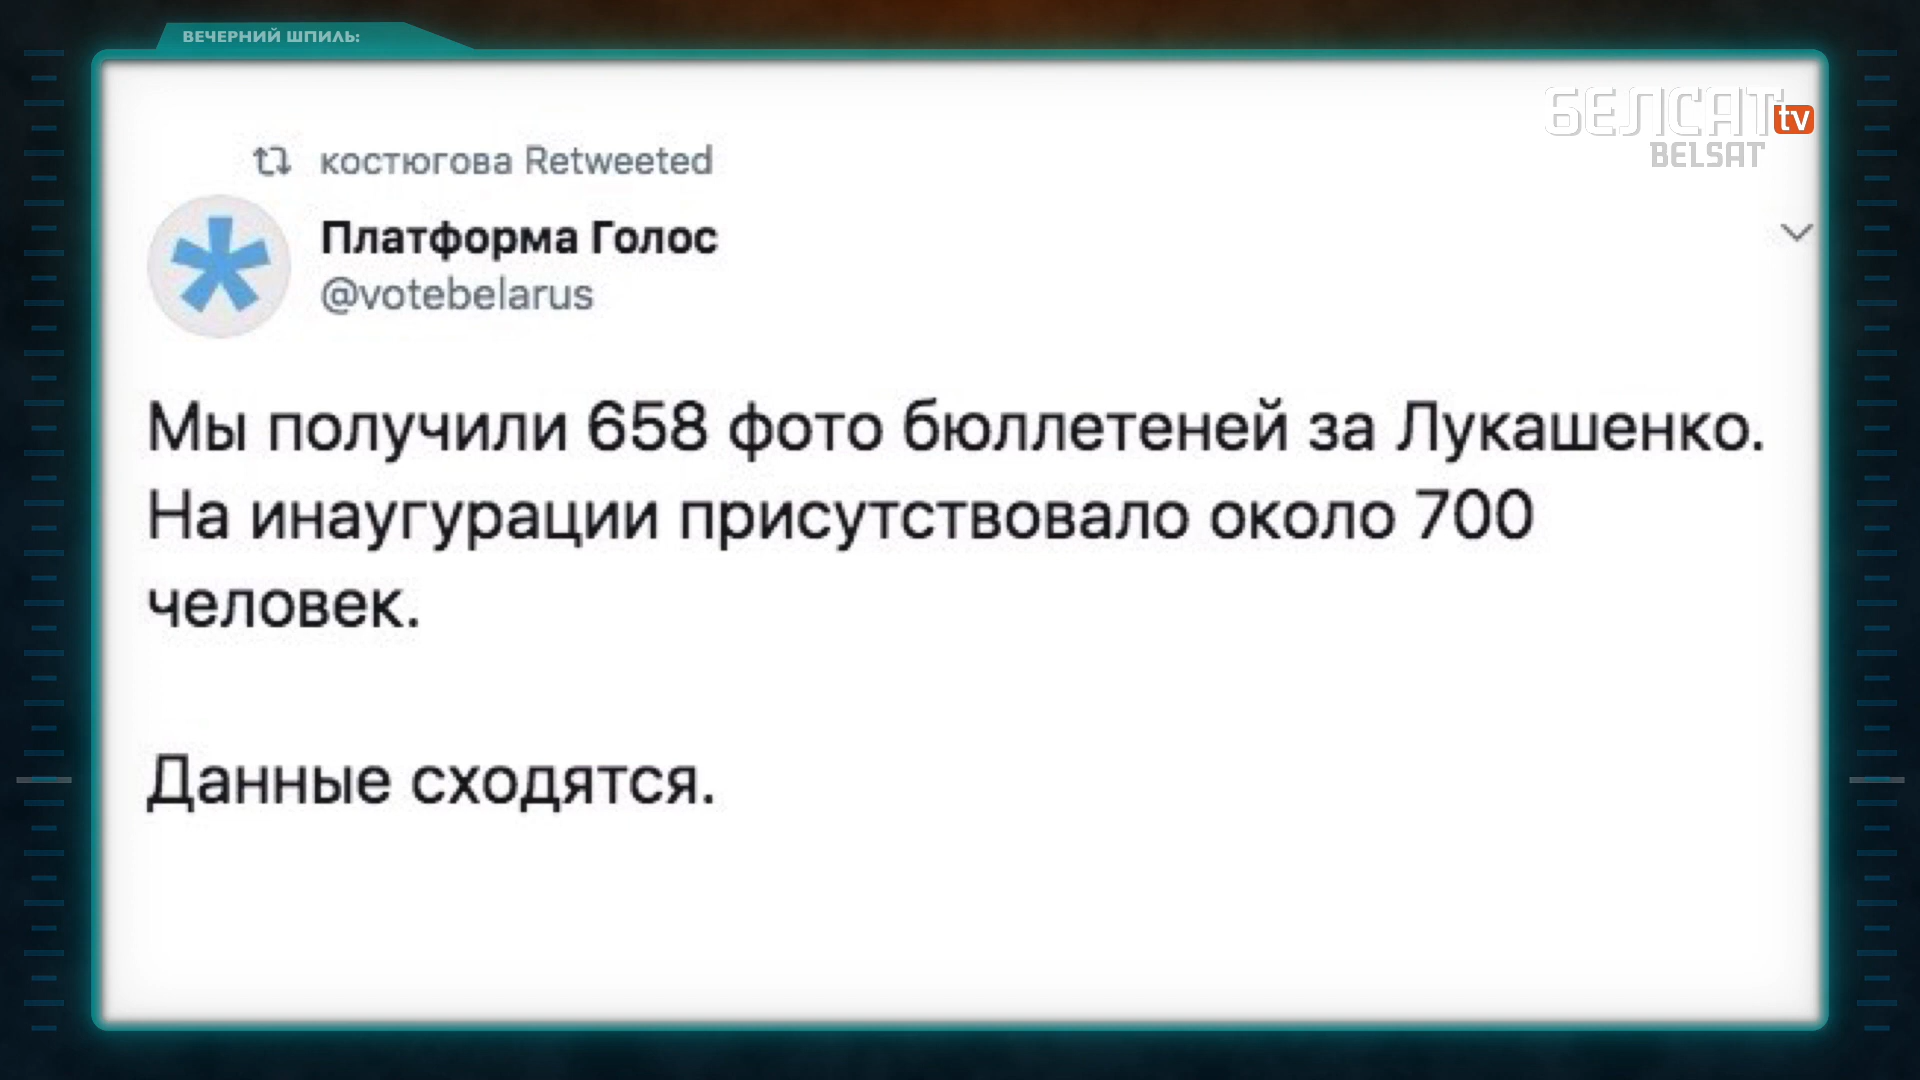 ВЕЧЕРНИЙ ШПИЛЬ:
БЕЛСАТ tv
BELSAT
костюгова Retweeted
Платформа Голос
@votebelarus
Мы получили 658 фото бюллетеней за Лукашенко.
На инаугурации присутствовало около 700
человек.
Данные сходятся.